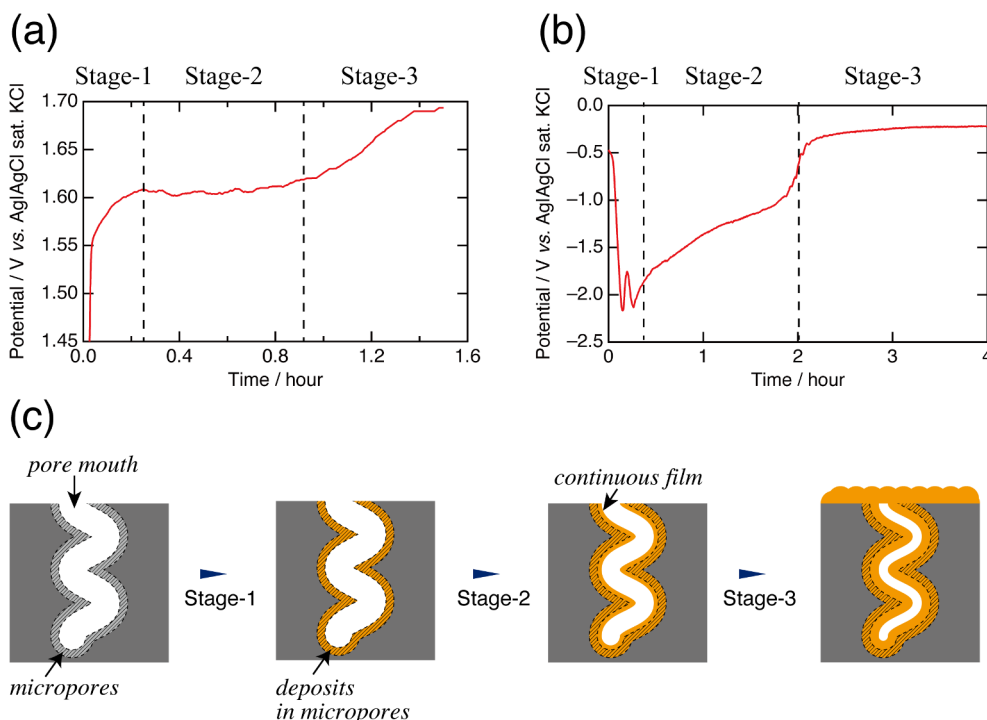 (a)
Stage-1 Stage-2 Stage-3
Potential / V vs. Ag|AgCl sat. KCl
1.70
1.65
1.60
1.55
1.50
1.45
0.0 0.4 0.8 1.2 1.6
Time / hour
(b)
Stage-1 Stage-2 Stage-3
Potential / V vs. Ag|AgCl sat. KCl
0.0
−0.5
−1.0
−1.5
−2.0
−2.5
0 1 2 3 4
Time / hour
(c)
pore mouth
micropores
Stage-1
deposits
in micropores
Stage-2
continuous film
Stage-3